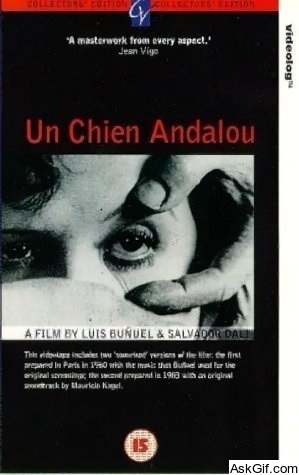 COLLECTORS' EDITION CV COLLECTORS' EDITION
'A masterwork from every aspect.'
Jean Vigo
videolog™
Un Chien Andalou
A FILM BY LUIS BUÑUEL & SALVADOR DALI
This videotape includes two 'sonorised' versions of the film: the first
prepared in Paris in 1960 with the music that Buñuel used for the
original screenings; the second prepared in 1983 with an original
soundtrack by Mauricio Kagel.
15
AskGif.com